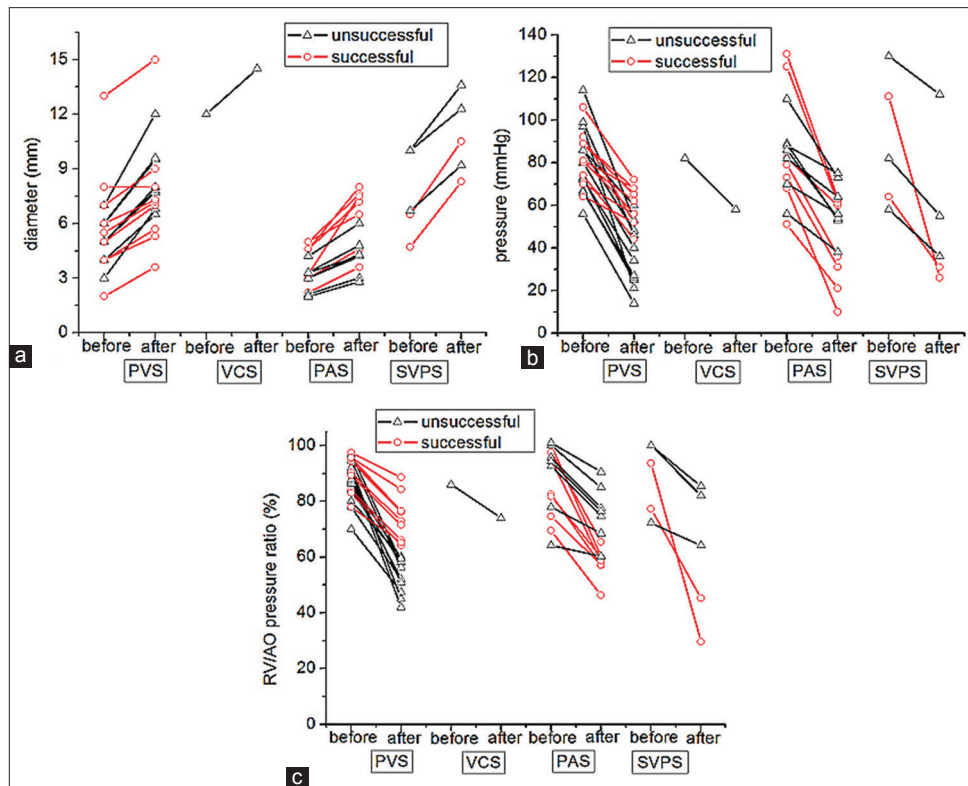 unsuccessful
successful
diameter (mm)
15
12
9
6
3
0
before after before after before after before after
PVS VCS PAS SVPS
a
unsuccessful
successful
pressure (mmHg)
140
120
100
80
60
40
20
0
before after before after before after before after
PVS VCS PAS SVPS
b
unsuccessful
successful
RV/AO pressure ratio (%)
100
80
60
40
20
0
before after before after before after before after
PVS VCS PAS SVPS
c